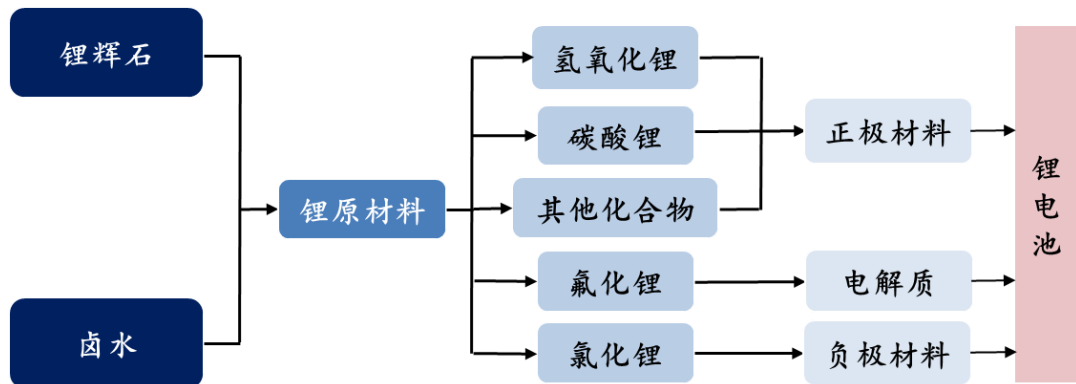 锂辉石
卤水
锂原材料
氢氧化锂
碳酸锂
其他化合物
氟化锂
氯化锂
正极材料
电解质
负极材料
锂电池